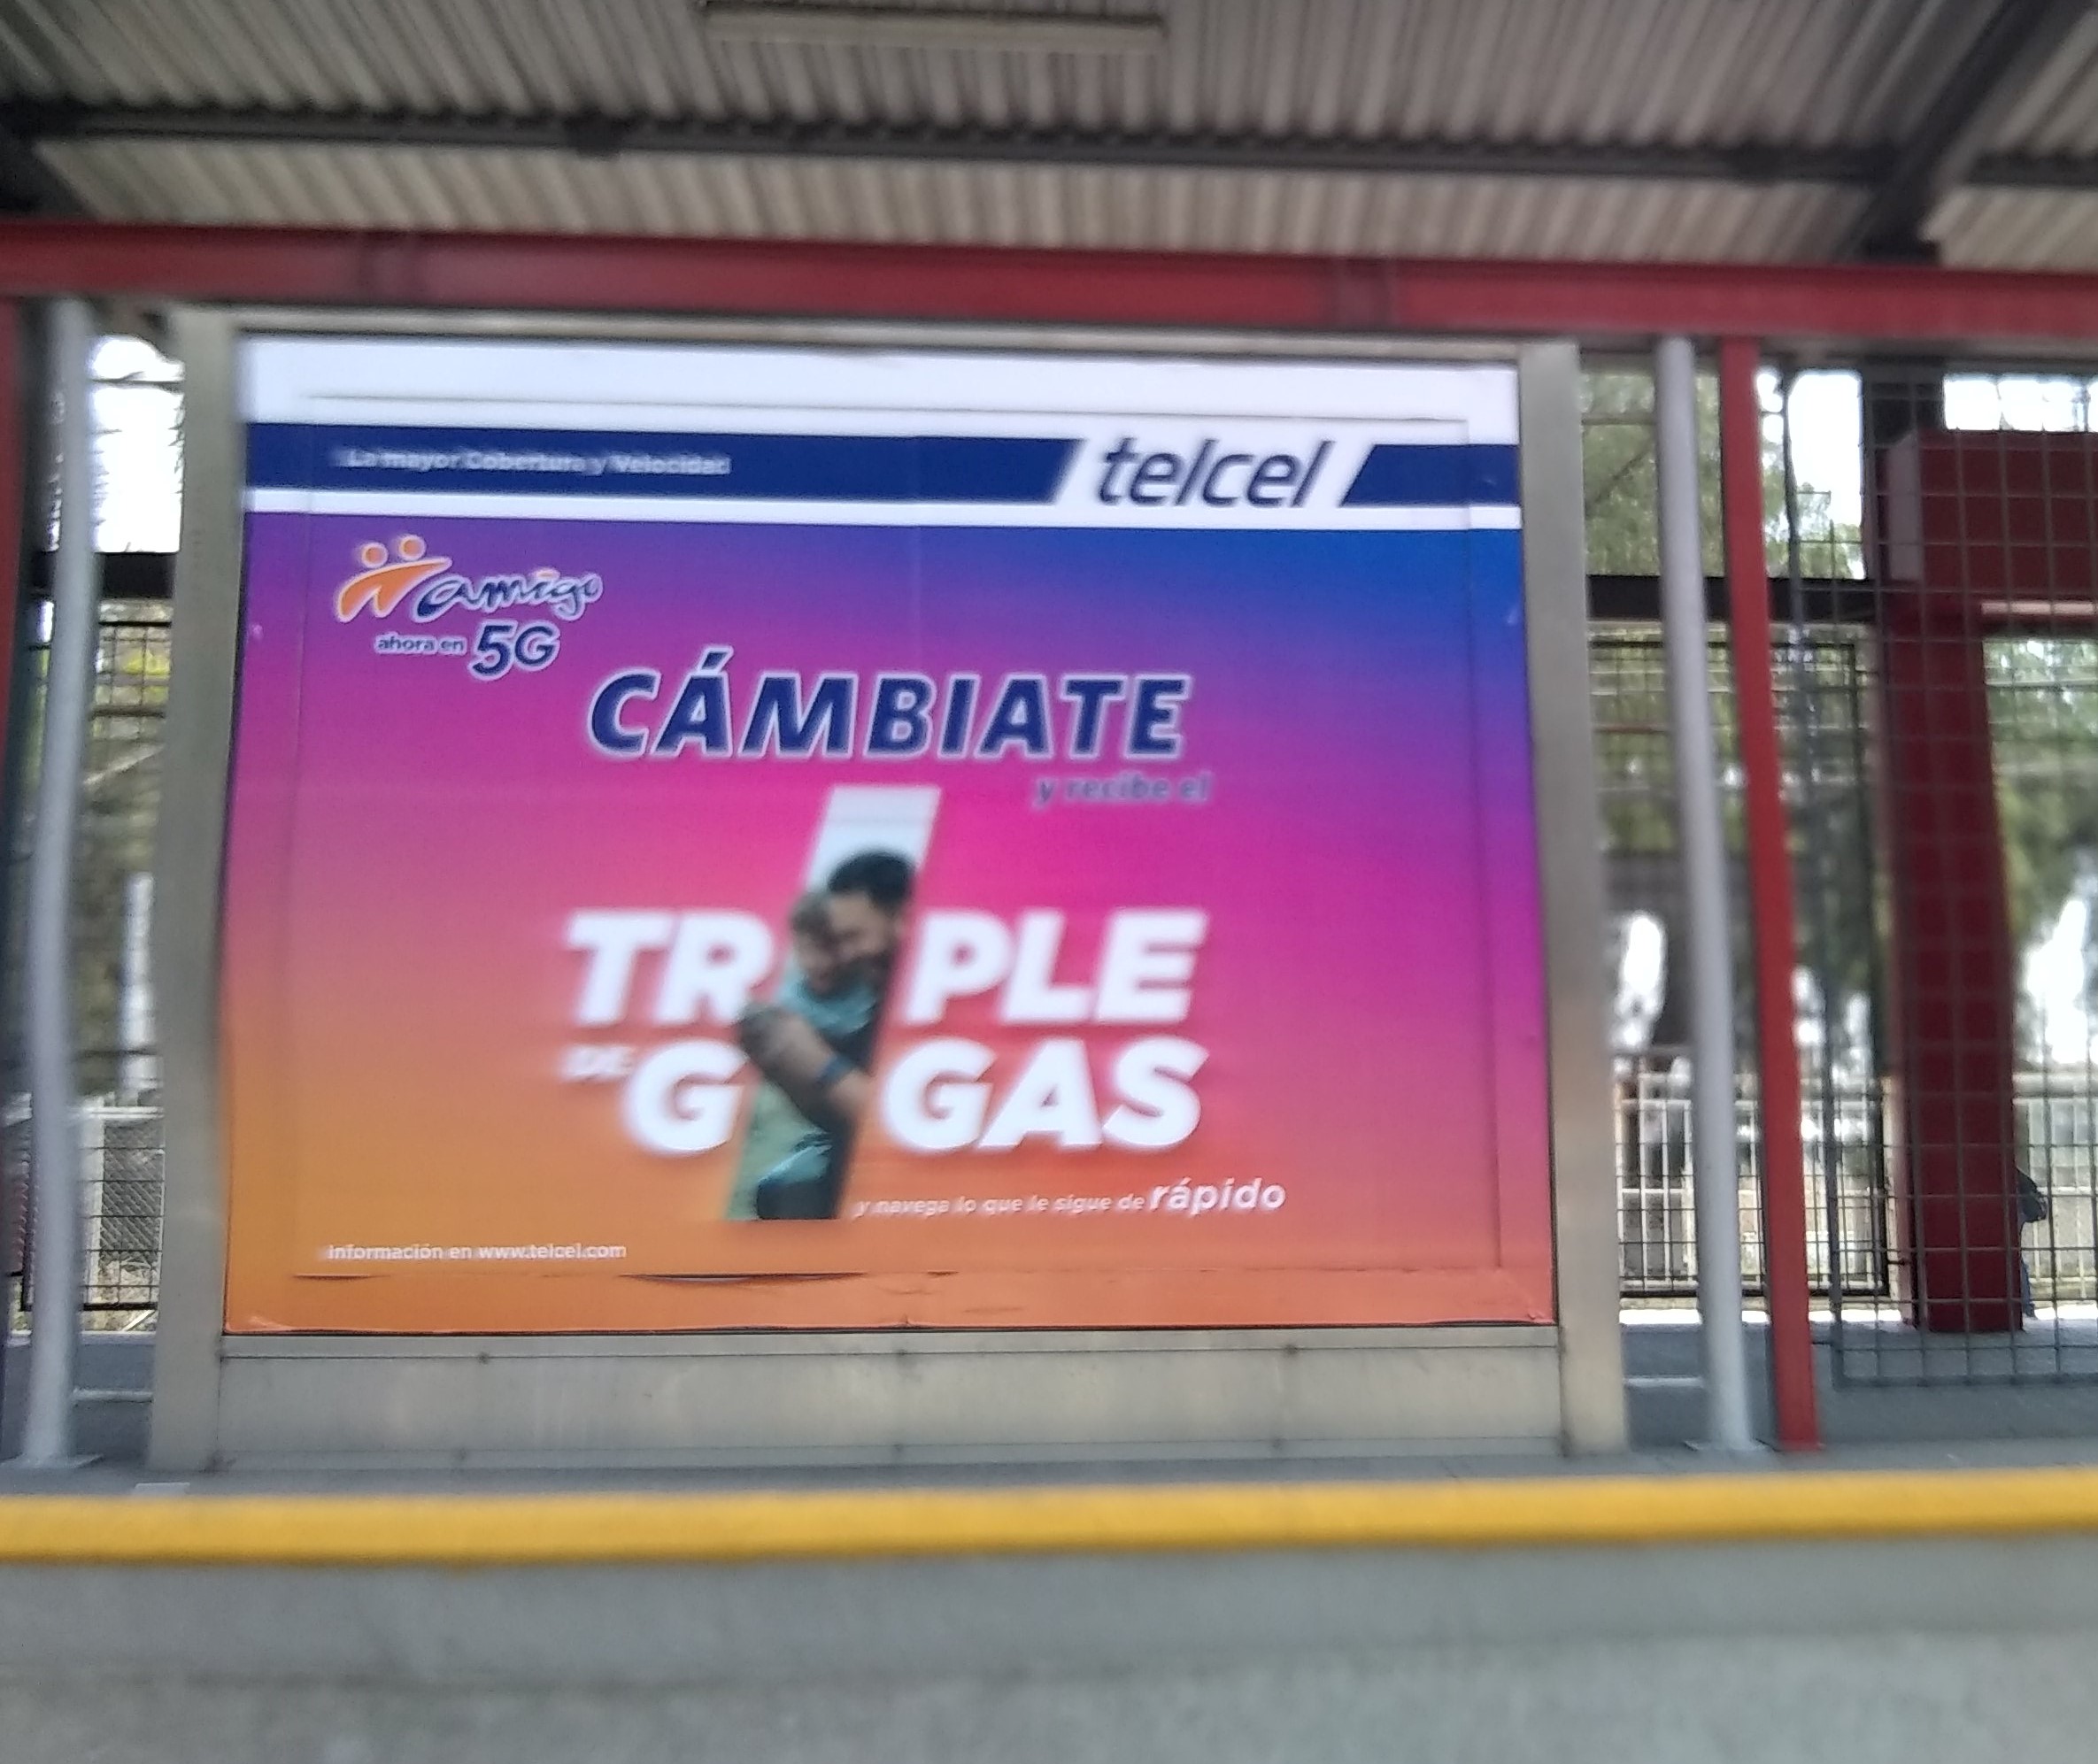 La mayor Cobertura y Velocidad
telcel
amigo
ahora en 5G
CÁMBIATE
y recibe el
TRIPLE
DE GIGAS
y navega lo que le sigue de rápido
Información en www.telcel.com